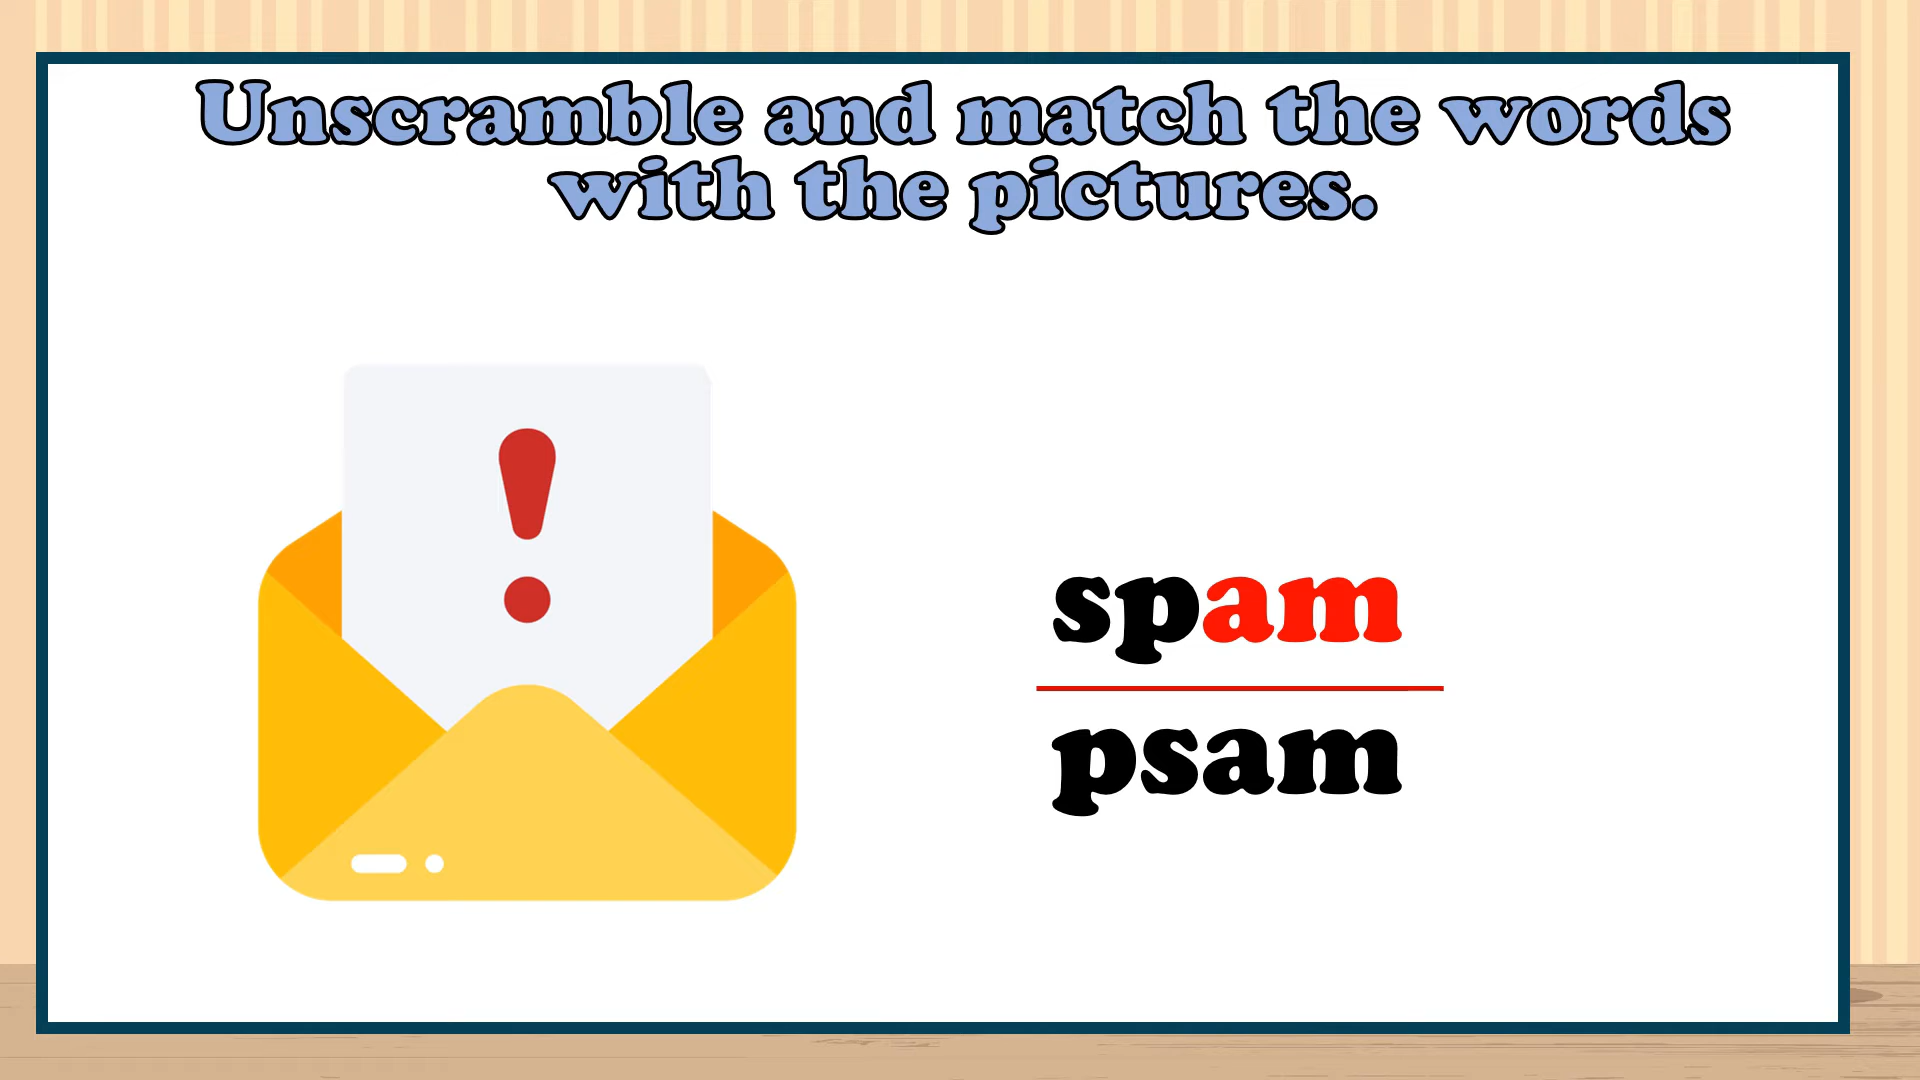 Unscramble and match the words
with the pictures.
spam
psam